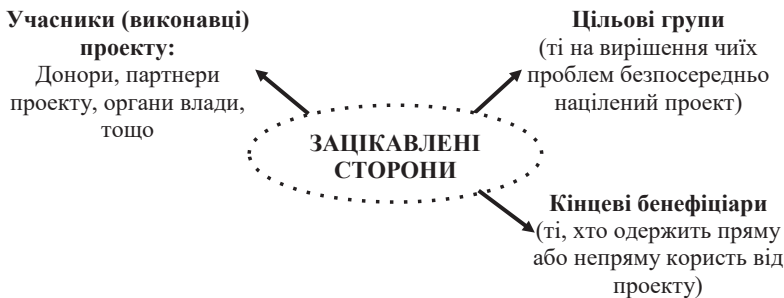 Учасники (виконавці)
проекту:
Донори, партнери
проекту, органи влади,
тощо
Цільові групи
(ті на вирішення чиїх
проблем безпосередньо
націлений проект)
ЗАЦІКАВЛЕНІ
СТОРОНИ
Кінцеві бенефіціари
(ті, хто одержить пряму
або непряму користь від
проекту)